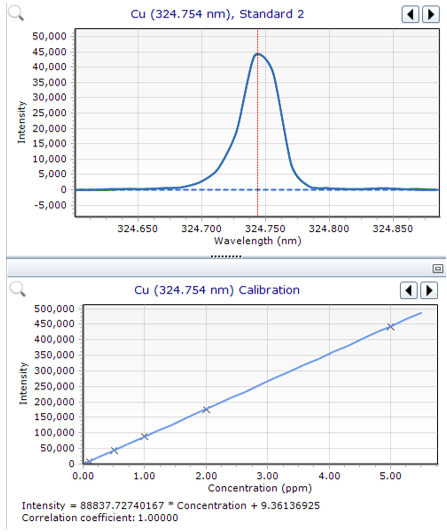 Cu (324.754 nm), Standard 2
Intensity
50,000
45,000
40,000
35,000
30,000
25,000
20,000
15,000
10,000
5,000
0
-5,000
324.650 324.700 324.750 324.800 324.850
Wavelength (nm)
Cu (324.754 nm) Calibration
Intensity
500,000
450,000
400,000
350,000
300,000
250,000
200,000
150,000
100,000
50,000
0
0.00 1.00 2.00 3.00 4.00 5.00
Concentration (ppm)
Intensity = 88837.72740167 * Concentration + 9.36136925
Correlation coefficient: 1.00000